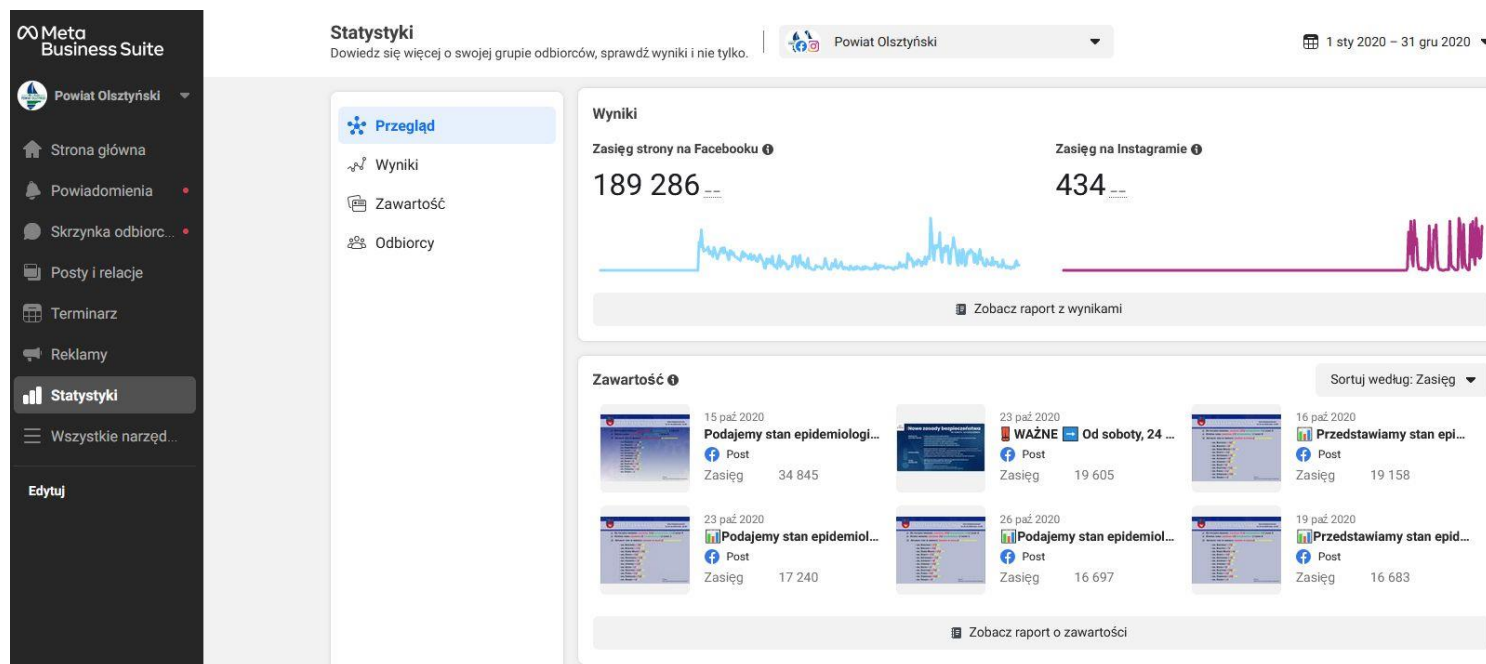 Meta
Business Suite
Powiat Olsztyński
Strona główna
Powiadomienia
Skrzynka odbiorc...
Posty i relacje
Terminarz
Reklamy
Statystyki
Wszystkie narzęd...
Edytuj
Statystyki
Dowiedz się więcej o swojej grupie odbiorców, sprawdź wyniki i nie tylko.
Powiat Olsztyński
1 sty 2020 – 31 gru 2020
Przegląd
Wyniki
Zawartość
Odbiorcy
Wyniki
Zasięg strony na Facebooku
189 286 --
Zasięg na Instagramie
434 --
Zobacz raport z wynikami
Zawartość
Sortuj według: Zasięg
15 paź 2020
Podajemy stan epidemiologi...
Post
Zasięg 34 845
23 paź 2020
WAŻNE Od soboty, 24 ...
Post
Zasięg 19 605
16 paź 2020
Przedstawiamy stan epi...
Post
Zasięg 19 158
23 paź 2020
Podajemy stan epidemiol...
Post
Zasięg 17 240
26 paź 2020
Podajemy stan epidemiol...
Post
Zasięg 16 697
19 paź 2020
Przedstawiamy stan epid...
Post
Zasięg 16 683
Nowe zasady bezpieczeństwa
Zobacz raport o zawartości